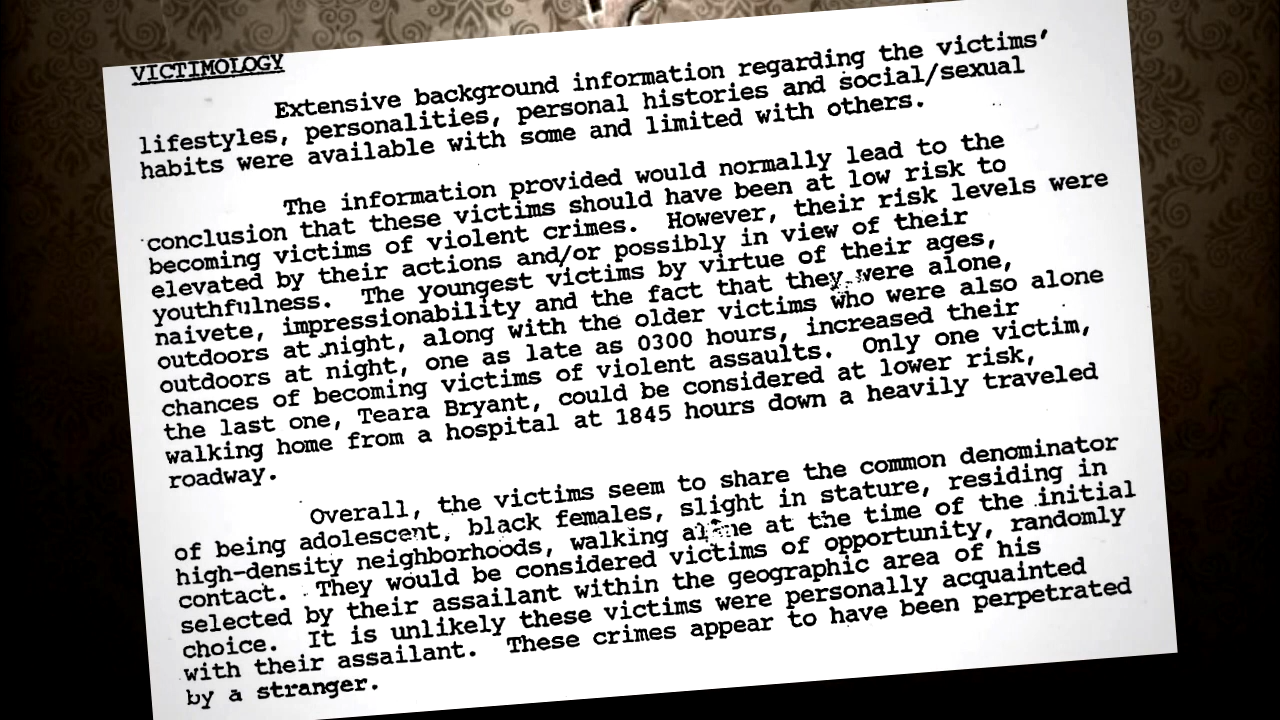 VICTIMOLOGY
Extensive background information regarding the victims'
lifestyles, personalities, personal histories and social/sexual
habits were available with some and limited with others.
The information provided would normally lead to the
conclusion that these victims should have been at low risk to
becoming victims of violent crimes. However, their risk levels were
elevated by their actions and/or possibly in view of their
youthfulness. The youngest victims by virtue of their ages,
naivete, impressionability and the fact that they were alone,
outdoors at night, along with the older victims who were also alone
outdoors at night, one as late as 0300 hours, increased their
chances of becoming victims of violent assaults. Only one victim,
the last one, Teara Bryant, could be considered at lower risk,
walking home from a hospital at 1845 hours down a heavily traveled
roadway.
Overall, the victims seem to share the common denominator
of being adolescent, black females, slight in stature, residing in
high-density neighborhoods, walking alone at the time of the initial
contact. They would be considered victims of opportunity, randomly
selected by their assailant within the geographic area of his
choice. It is unlikely these victims were personally acquainted
with their assailant. These crimes appear to have been perpetrated
by a stranger.